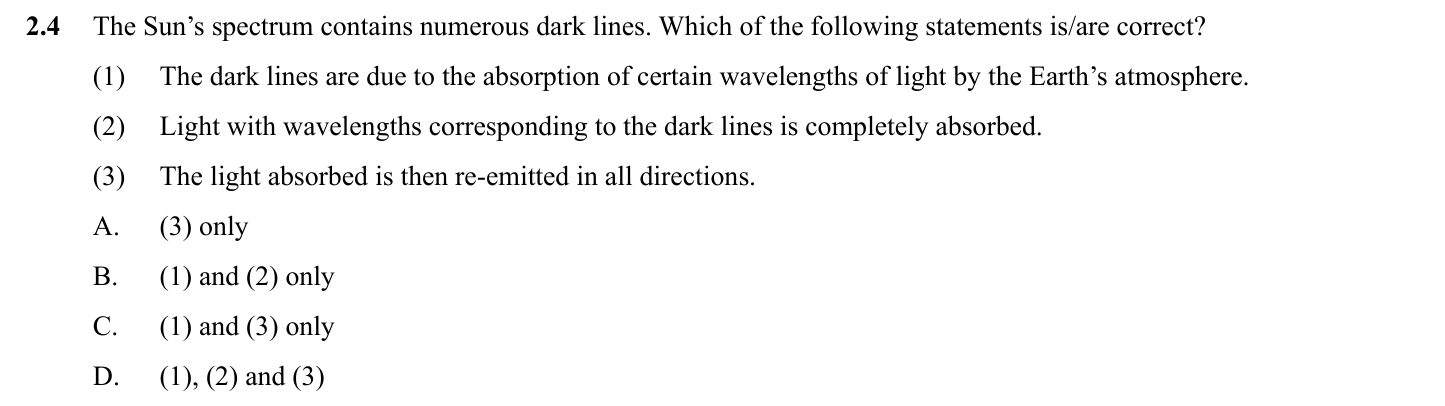 2.4 The Sun’s spectrum contains numerous dark lines. Which of the following statements is/are correct?
(1) The dark lines are due to the absorption of certain wavelengths of light by the Earth’s atmosphere.
(2) Light with wavelengths corresponding to the dark lines is completely absorbed.
(3) The light absorbed is then re-emitted in all directions.
A. (3) only
B. (1) and (2) only
C. (1) and (3) only
D. (1), (2) and (3)